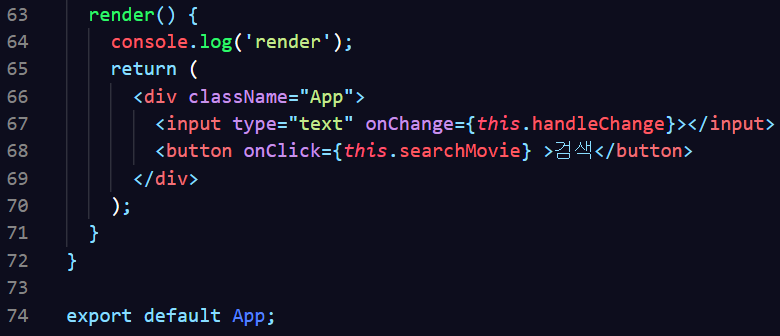 63 render() {
64 console.log('render');
65 return (
66 <div className="App">
67 <input type="text" onChange={this.handleChange}></input>
68 <button onClick={this.searchMovie} >검색</button>
69 </div>
70 );
71 }
72 }
73
74 export default App;